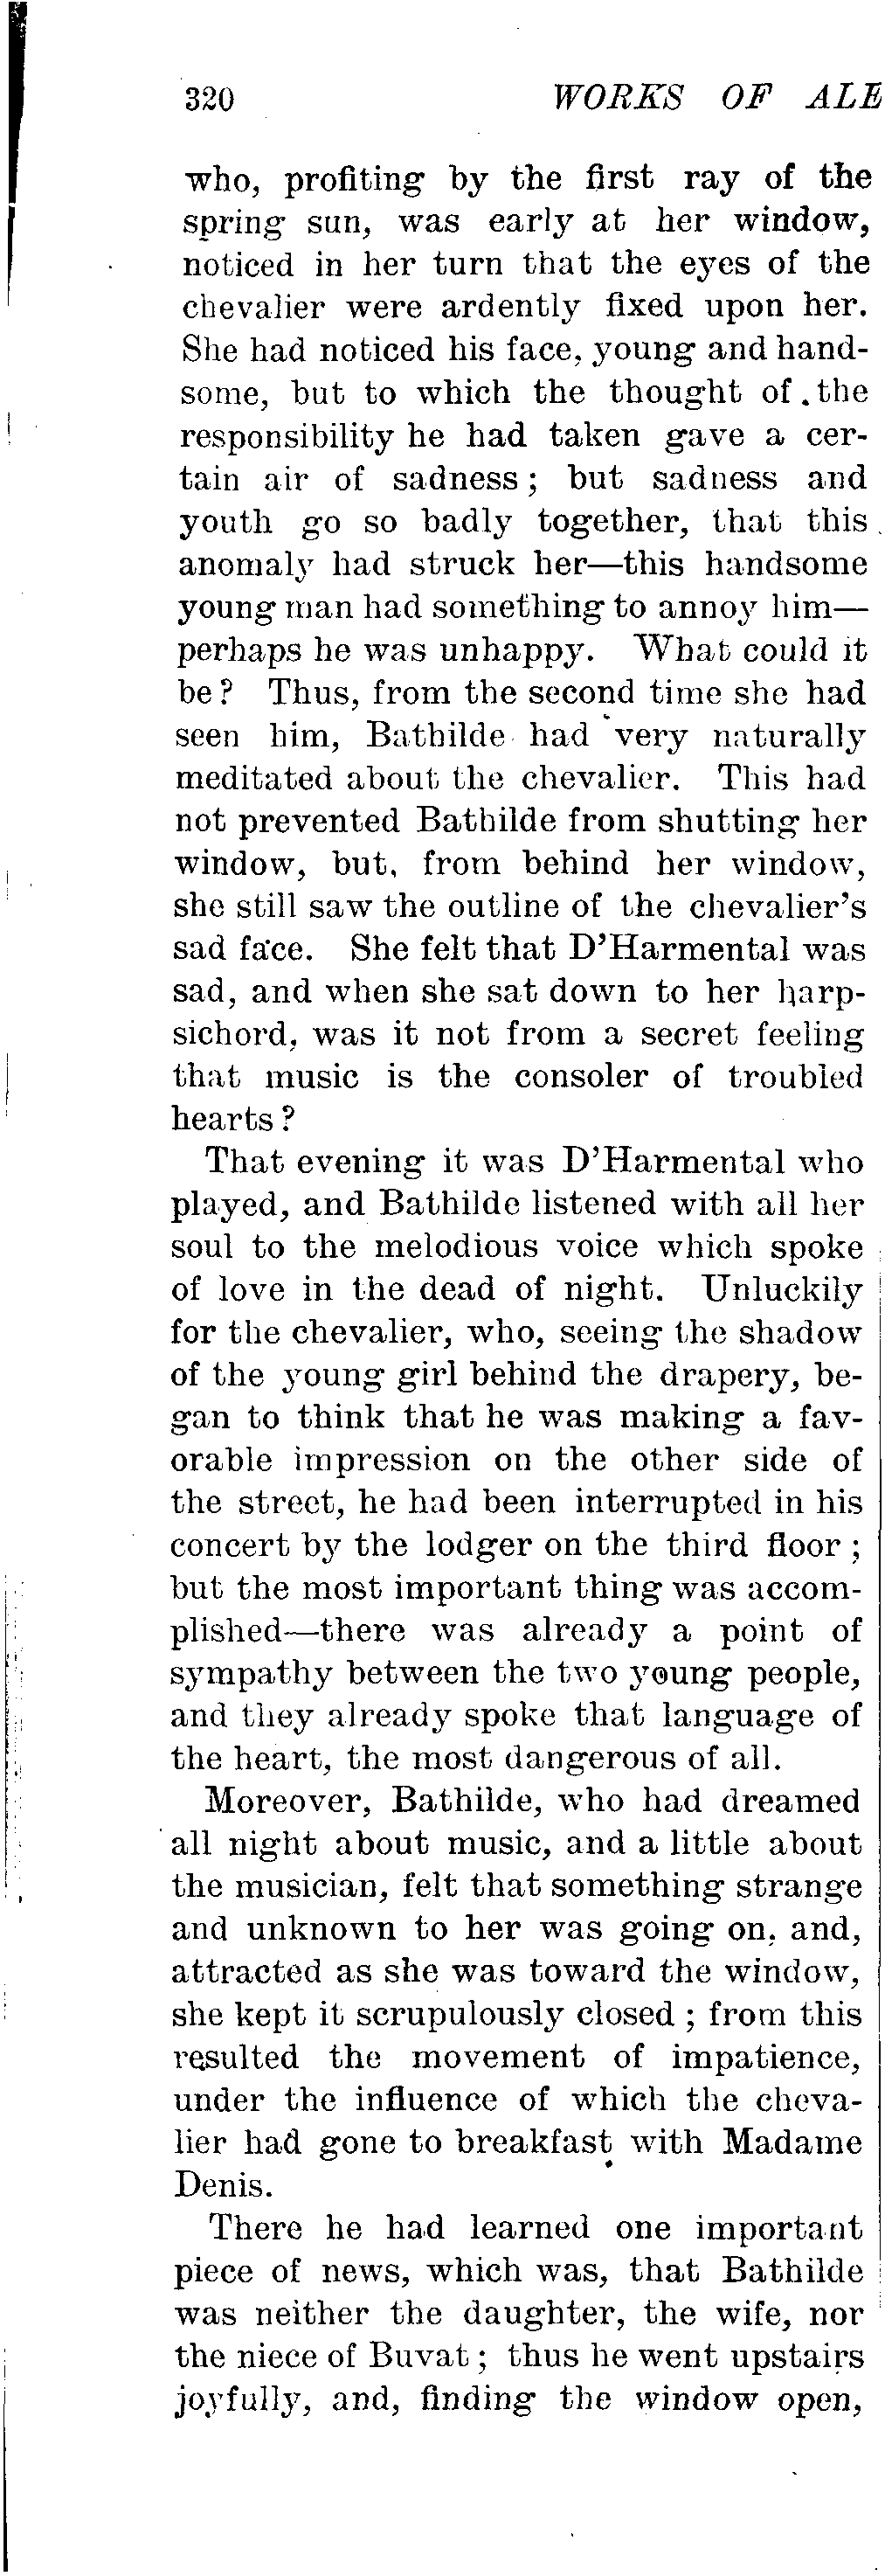 320 WORKS OF ALE
who, profiting by the first ray of the
spring sun, was early at her window,
noticed in her turn that the eyes of the
chevalier were ardently fixed upon her.
She had noticed his face, young and hand-
some, but to which the thought of the
responsibility he had taken gave a cer-
tain air of sadness; but sadness and
youth go so badly together, that this
anomaly had struck her—this handsome
young man had something to annoy him—
perhaps he was unhappy. What could it
be? Thus, from the second time she had
seen him, Bathilde had very naturally
meditated about the chevalier. This had
not prevented Bathilde from shutting her
window, but, from behind her window,
she still saw the outline of the chevalier's
sad face. She felt that D'Harmental was
sad, and when she sat down to her harp-
sichord, was it not from a secret feeling
that music is the consoler of troubled
hearts?
That evening it was D'Harmental who
played, and Bathilde listened with all her
soul to the melodious voice which spoke
of love in the dead of night. Unluckily
for the chevalier, who, seeing the shadow
of the young girl behind the drapery, be-
gan to think that he was making a fav-
orable impression on the other side of
the street, he had been interrupted in his
concert by the lodger on the third floor;
but the most important thing was accom-
plished—there was already a point of
sympathy between the two young people,
and they already spoke that language of
the heart, the most dangerous of all.
Moreover, Bathilde, who had dreamed
all night about music, and a little about
the musician, felt that something strange
and unknown to her was going on, and,
attracted as she was toward the window,
she kept it scrupulously closed; from this
resulted the movement of impatience,
under the influence of which the cheva-
lier had gone to breakfast with Madame
Denis.
There he had learned one important
piece of news, which was, that Bathilde
was neither the daughter, the wife, nor
the niece of Buvat; thus he went upstairs
joyfully, and, finding the window open,